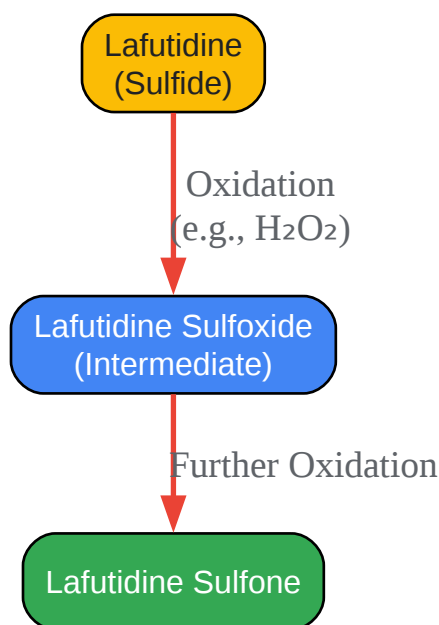 Lafutidine
(Sulfide)
Oxidation
(e.g., H₂O₂)
Lafutidine Sulfoxide
(Intermediate)
Further Oxidation
Lafutidine Sulfone